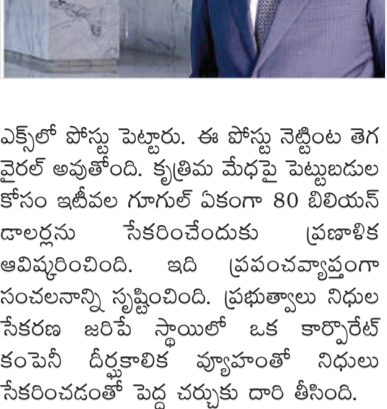 ఎక్స్‌లో పోస్టు పెట్టారు. ఈ పోస్టు నెట్టింట తెగ
వైరల్ అవుతోంది. కృత్రిమ మేధపై పెట్టుబడుల
కోసం ఇటీవల గూగుల్ ఏకంగా 80 బిలియన్
డాలర్లను సేకరించేందుకు ప్రణాళిక
ఆవిష్కరించింది. ఇది ప్రపంచవ్యాప్తంగా
సంచలనాన్ని సృష్టించింది. ప్రభుత్వాలు నిధుల
సేకరణ జరిపే స్థాయిలో ఒక కార్పొరేట్
కంపెనీ దీర్ఘకాలిక వ్యూహంతో నిధులు
సేకరించడంతో పెద్ద చర్చుకు దారి తీసింది.